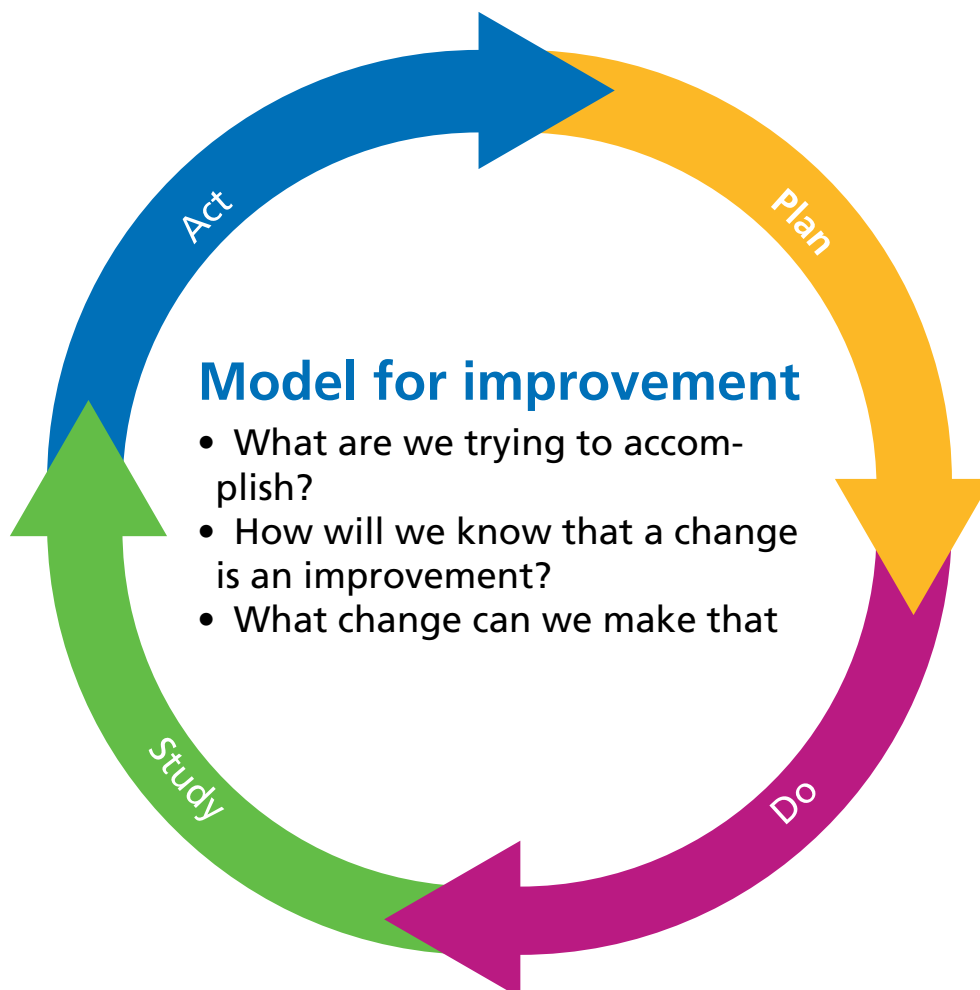 Act
Plan
Model for improvement
• What are we trying to accom-
plish?
• How will we know that a change
is an improvement?
• What change can we make that
Study
Do